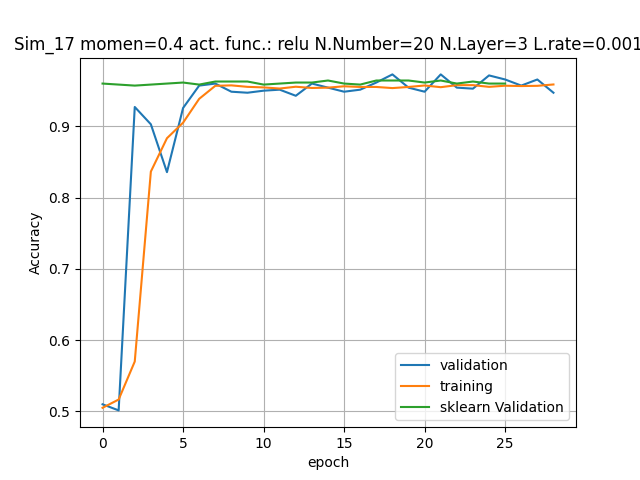 Sim_17 momen=0.4 act. func.: relu N.Number=20 N.Layer=3 L.rate=0.001
Accuracy
0.9
0.8
0.7
0.6
0.5
validation
training
sklearn Validation
0 5 10 15 20 25
epoch